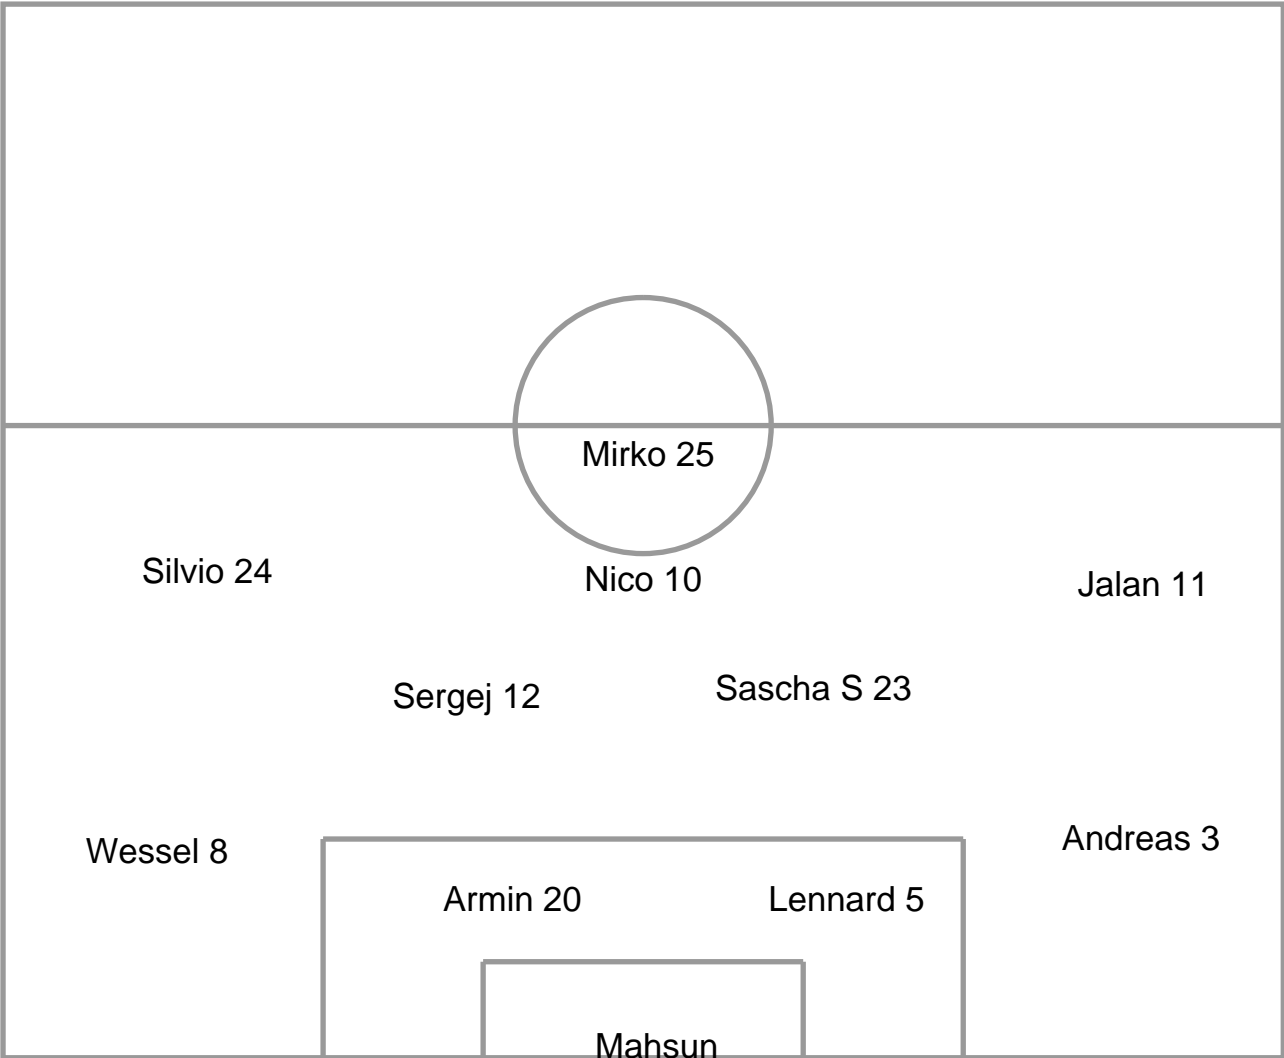 Mirko 25
Silvio 24
Nico 10
Jalan 11
Sergej 12
Sascha S 23
Wessel 8
Andreas 3
Armin 20
Lennard 5
Mahsun